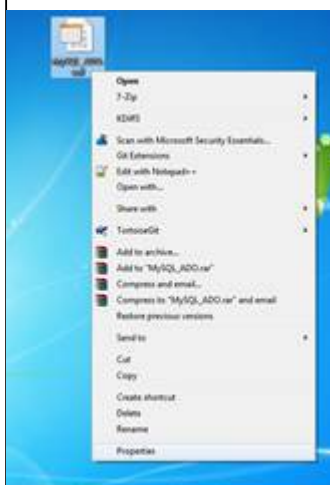 Open
7-Zip
Scan with Microsoft Security Essentials...
Git Extensions
Edit with Notepad++
Open with...
Share with
TortoiseGit
Add to archive...
Add to "MySQL_ADO.rar"
Compress and email...
Compress to "MySQL_ADO.rar" and email
Restore previous versions
Send to
Cut
Copy
Create shortcut
Delete
Rename
Properties